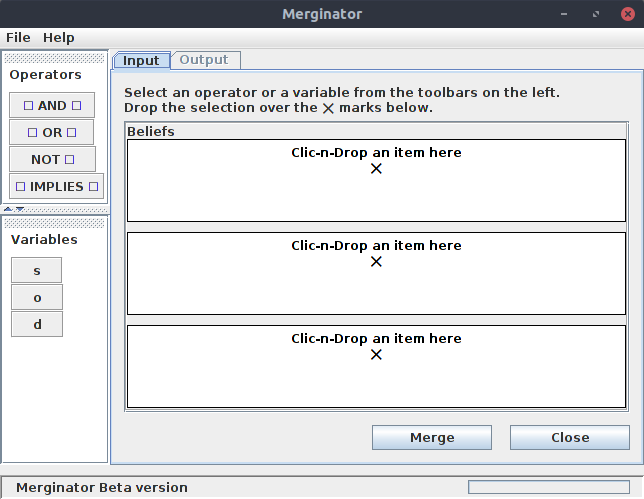 Merginator
File Help
Operators
AND
OR
NOT
IMPLIES
Variables
s
o
d
Input Output
Select an operator or a variable from the toolbars on the left.
Drop the selection over the ✕ marks below.
Beliefs
Clic-n-Drop an item here
Clic-n-Drop an item here
Clic-n-Drop an item here
Merge Close
Merginator Beta version